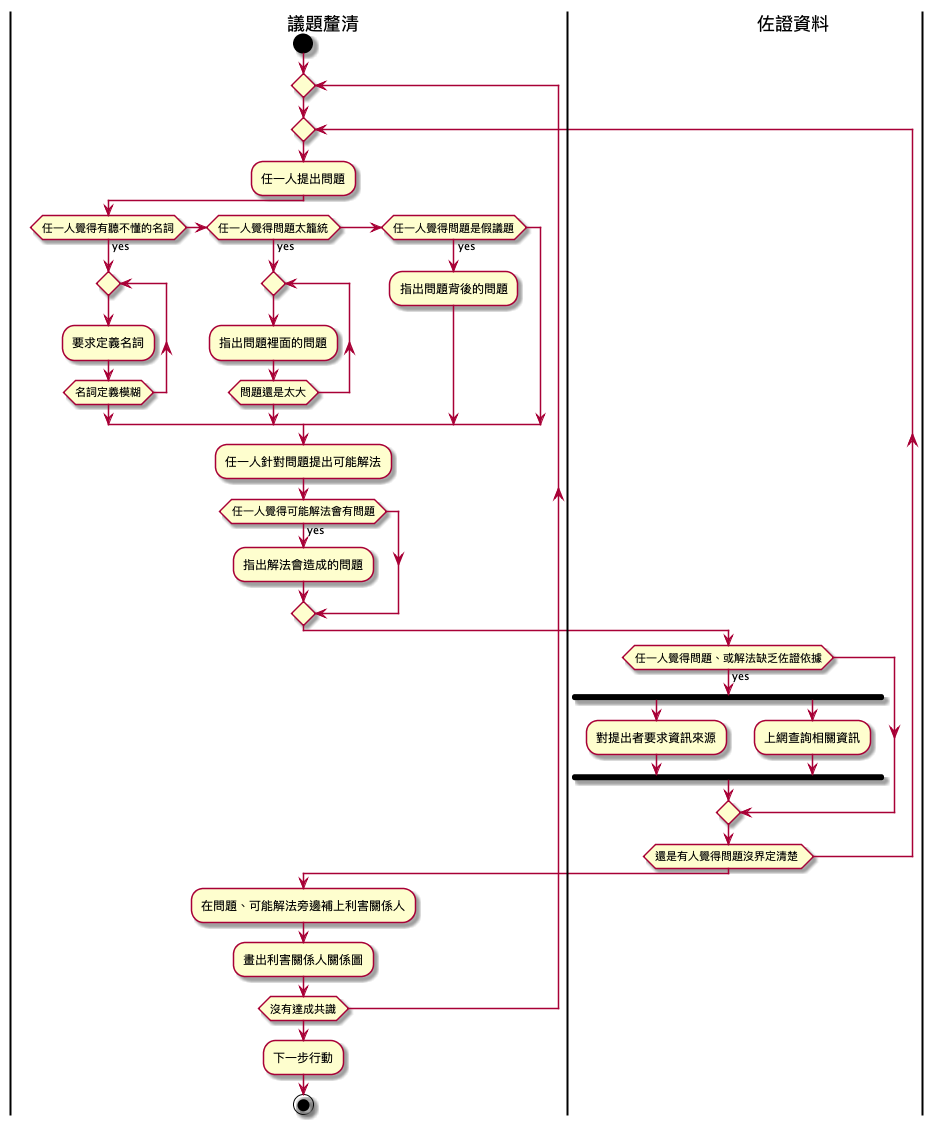 議題釐清
佐證資料
任一人提出問題
任一人覺得有聽不懂的名詞
任一人覺得問題太籠統
任一人覺得問題是假議題
yes
yes
yes
指出問題背後的問題
要求定義名詞
指出問題裡面的問題
名詞定義模糊
問題還是太大
任一人針對問題提出可能解法
任一人覺得可能解法會有問題
yes
指出解法會造成的問題
任一人覺得問題、或解法缺乏佐證依據
yes
對提出者要求資訊來源
上網查詢相關資訊
還是有人覺得問題沒界定清楚
在問題、可能解法旁邊補上利害關係人
畫出利害關係人關係圖
沒有達成共識
下一步行動